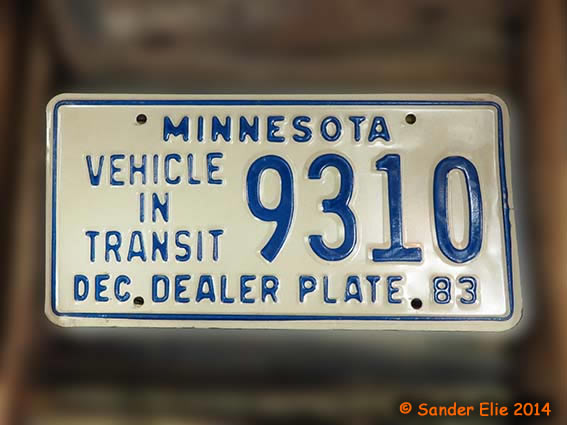 MINNESOTA
VEHICLE
IN
TRANSIT
9310
DEC. DEALER PLATE 83
© Sander Elie 2014